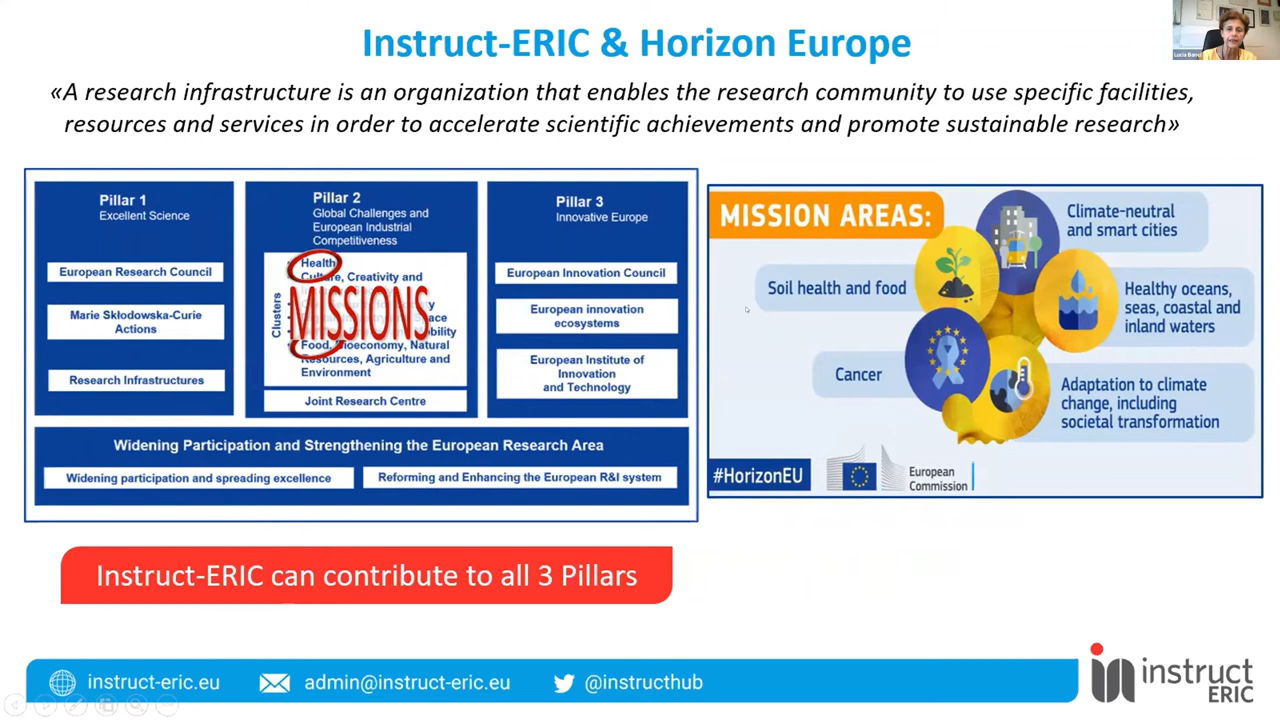 Instruct-ERIC & Horizon Europe
«A research infrastructure is an organization that enables the research community to use specific facilities,
resources and services in order to accelerate scientific achievements and promote sustainable research»
Pillar 1
Excellent Science
European Research Council
Marie Skłodowska-Curie
Actions
Research Infrastructures
Pillar 2
Global Challenges and
European Industrial
Competitiveness
Clusters
Health
Culture, Creativity and
MISSIONS
Food, Bioeconomy, Natural
Resources, Agriculture and
Environment
Joint Research Centre
Pillar 3
Innovative Europe
European Innovation Council
European innovation
ecosystems
European Institute of
Innovation
and Technology
Widening Participation and Strengthening the European Research Area
Widening participation and spreading excellence
Reforming and Enhancing the European R&I system
MISSION AREAS:
Climate-neutral
and smart cities
Soil health and food
Healthy oceans,
seas, coastal and
inland waters
Cancer
Adaptation to climate
change, including
societal transformation
#HorizonEU
European
Commission
Instruct-ERIC can contribute to all 3 Pillars
instruct-eric.eu
admin@instruct-eric.eu
@instructhub
instruct
ERIC